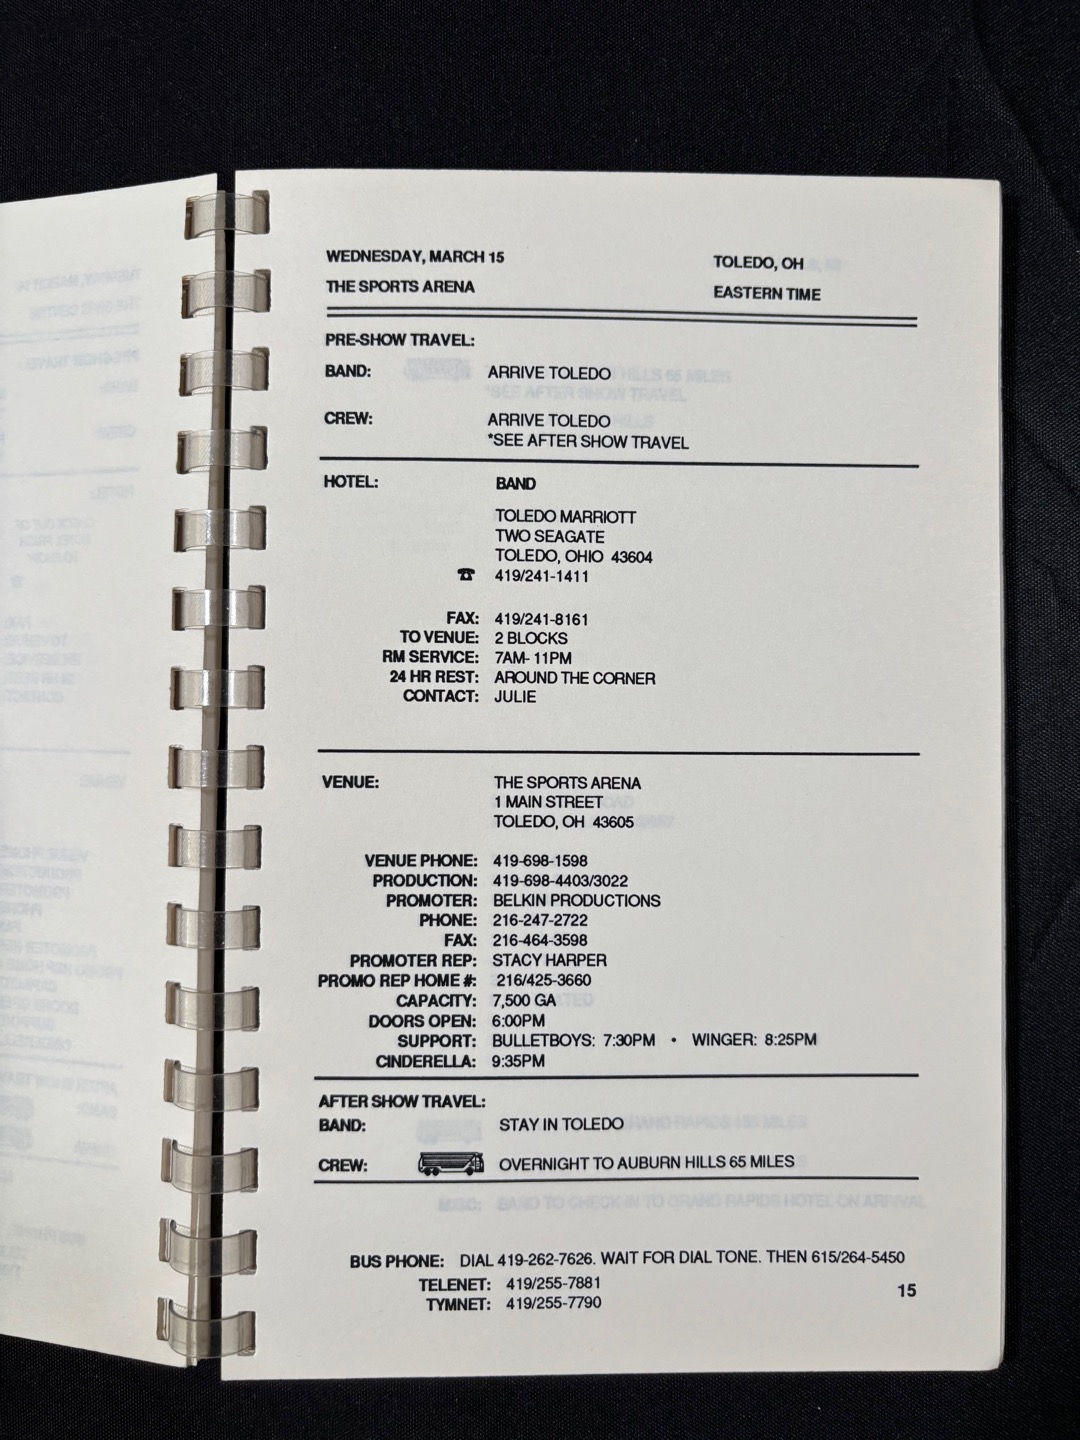 WEDNESDAY, MARCH 15 TOLEDO, OH
THE SPORTS ARENA EASTERN TIME
PRE-SHOW TRAVEL:
BAND: ARRIVE TOLEDO
CREW: ARRIVE TOLEDO
*SEE AFTER SHOW TRAVEL
HOTEL: BAND
TOLEDO MARRIOTT
TWO SEAGATE
TOLEDO, OHIO 43604
☎ 419/241-1411
FAX: 419/241-8161
TO VENUE: 2 BLOCKS
RM SERVICE: 7AM- 11PM
24 HR REST: AROUND THE CORNER
CONTACT: JULIE
VENUE: THE SPORTS ARENA
1 MAIN STREET
TOLEDO, OH 43605
VENUE PHONE: 419-698-1598
PRODUCTION: 419-698-4403/3022
PROMOTER: BELKIN PRODUCTIONS
PHONE: 216-247-2722
FAX: 216-464-3598
PROMOTER REP: STACY HARPER
PROMO REP HOME #: 216/425-3660
CAPACITY: 7,500 GA
DOORS OPEN: 6:00PM
SUPPORT: BULLETBOYS: 7:30PM • WINGER: 8:25PM
CINDERELLA: 9:35PM
AFTER SHOW TRAVEL:
BAND: STAY IN TOLEDO
CREW: OVERNIGHT TO AUBURN HILLS 65 MILES
BUS PHONE: DIAL 419-262-7626. WAIT FOR DIAL TONE. THEN 615/264-5450
TELENET: 419/255-7881
TYMNET: 419/255-7790
15